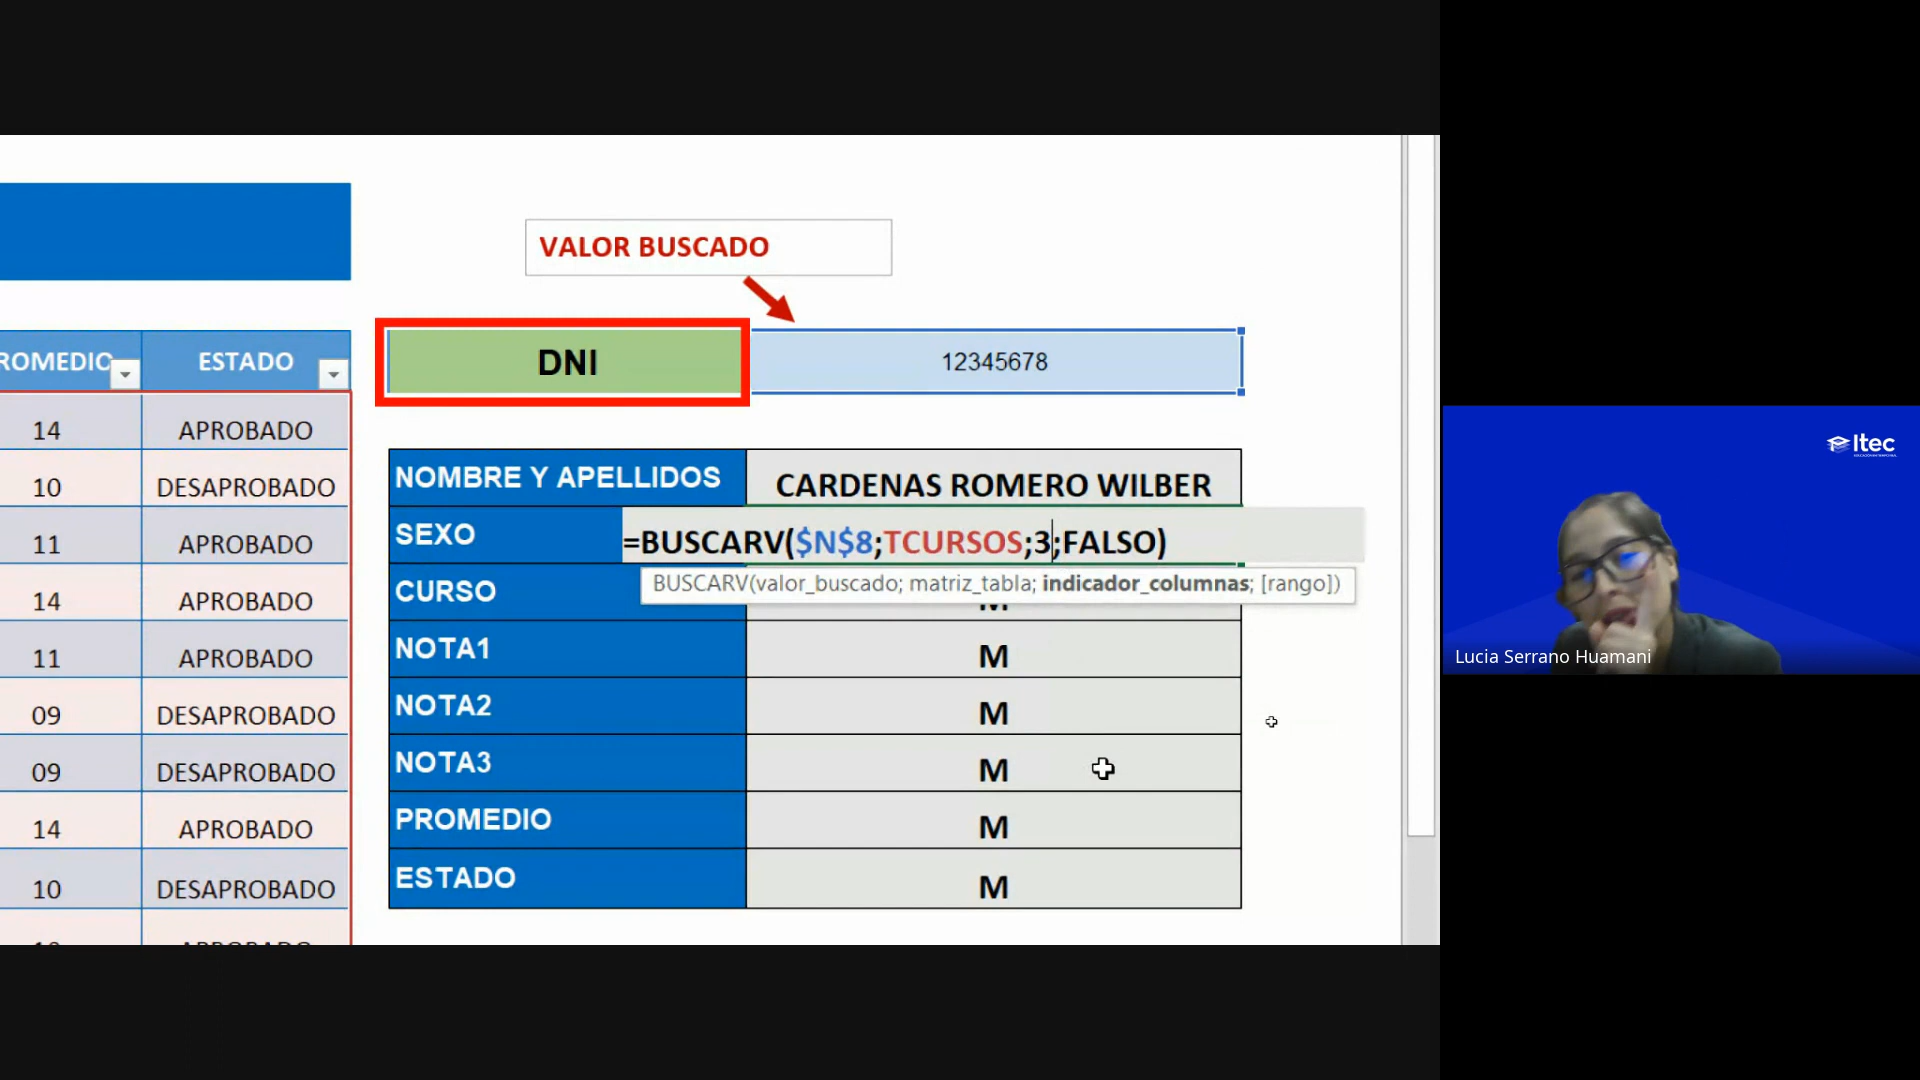 VALOR BUSCADO
ROMEDIO ESTADO
DNI 12345678
14 APROBADO
10 DESAPROBADO
11 APROBADO
14 APROBADO
11 APROBADO
09 DESAPROBADO
09 DESAPROBADO
14 APROBADO
10 DESAPROBADO
NOMBRE Y APELLIDOS CARDENAS ROMERO WILBER
SEXO =BUSCARV($N$8;TCURSOS;3;FALSO)
BUSCARV(valor_buscado; matriz_tabla; indicador_columnas; [rango])
CURSO M
NOTA1 M
NOTA2 M
NOTA3 M
PROMEDIO M
ESTADO M
Itec
Lucia Serrano Huamani